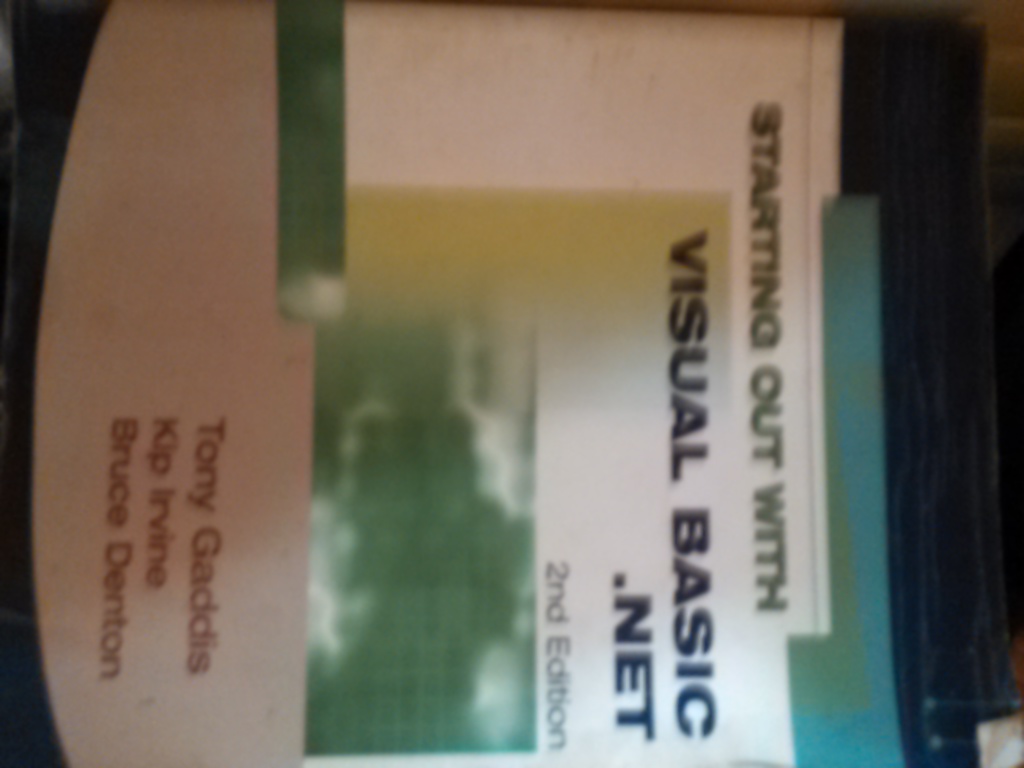 STARTING OUT WITH
VISUAL BASIC
.NET
2nd Edition
Tony Gaddis
Kip Irvine
Bruce Denton